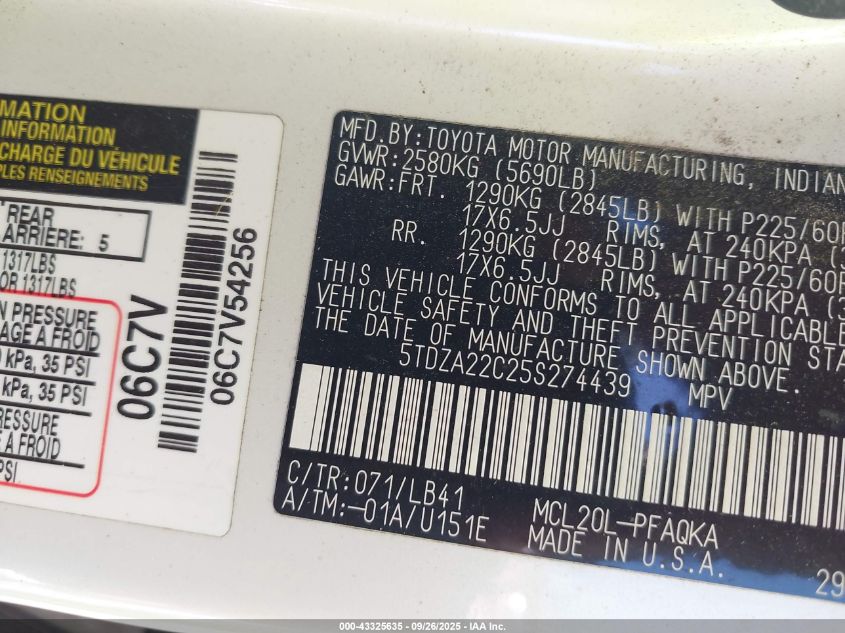 MATION
INFORMATION
CHARGE DU VÉHICULE
PLES RENSEIGNEMENTS
REAR
ARRIÈRE: 5
1317LBS
OR 1317LBS
N PRESSURE
AGE A FROID
kPa, 35 PSI
kPa, 35 PSI
PRESSURE
E A FROID
PSI
06C7V
06C7V54256
MFD.BY:TOYOTA MOTOR MANUFACTURING, INDIAN
GVWR:2580KG (5690LB)
GAWR:FRT. 1290KG (2845LB) WITH P225/60R
17X6.5JJ RIMS, AT 240KPA (3
RR. 1290KG (2845LB) WITH P225/60R
17X6.5JJ RIMS, AT 240KPA (3
THIS VEHICLE CONFORMS TO ALL APPLICABLE
VEHICLE SAFETY AND THEFT PREVENTION STA
THE DATE OF MANUFACTURE SHOWN ABOVE.
5TDZA22C25S274439 MPV
C/TR:071/LB41 MCL20L-PFAQKA
A/TM:-01A/U151E MADE IN U.S.A.
29
000-43325635 - 09/26/2025 - IAA Inc.